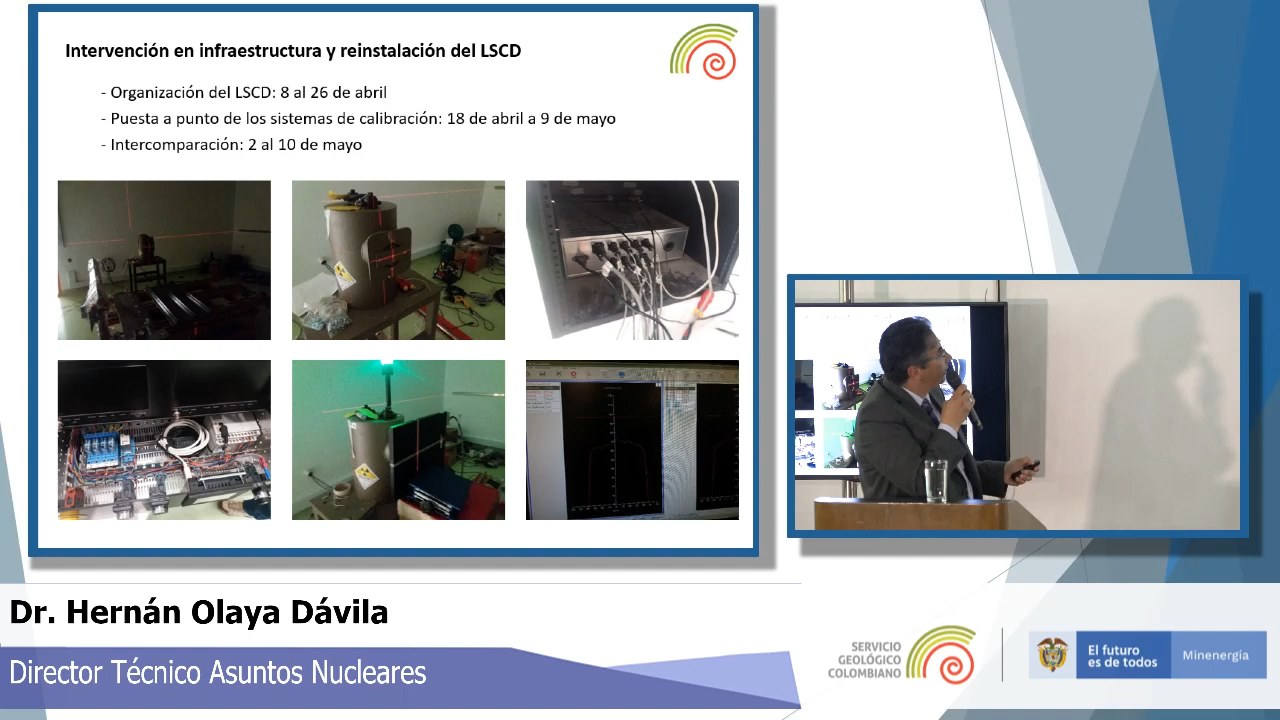 Intervención en infraestructura y reinstalación del LSCD
- Organización del LSCD: 8 al 26 de abril
- Puesta a punto de los sistemas de calibración: 18 de abril a 9 de mayo
- Intercomparación: 2 al 10 de mayo
Dr. Hernán Olaya Dávila
Director Técnico Asuntos Nucleares
SERVICIO
GEOLÓGICO
COLOMBIANO
El futuro
es de todos
Minenergía